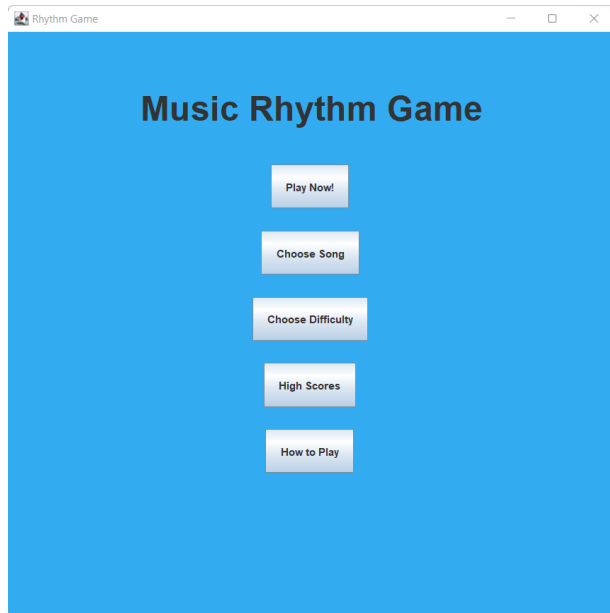 Rhythm Game
Music Rhythm Game
Play Now!
Choose Song
Choose Difficulty
High Scores
How to Play